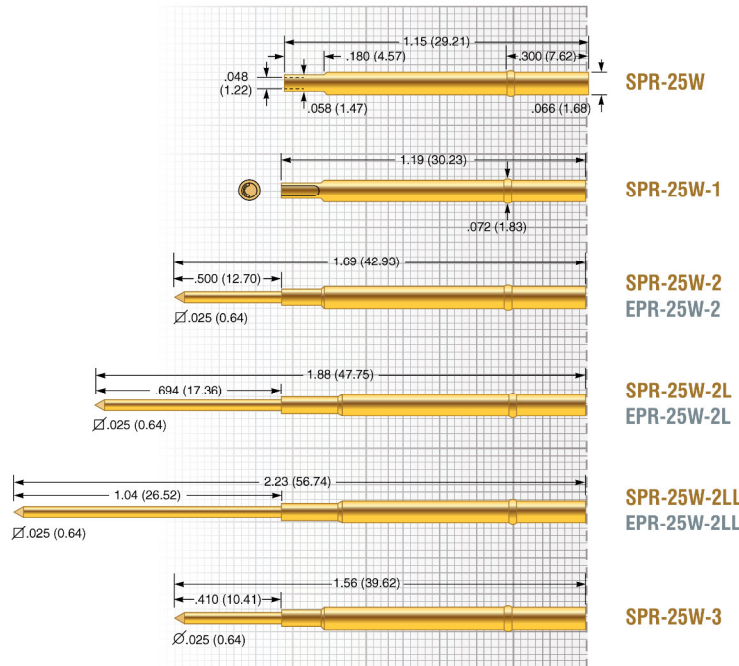 1.15 (29.21)
.180 (4.57)
.300 (7.62)
.048
(1.22)
.058 (1.47)
.066 (1.68)
SPR-25W
1.19 (30.23)
SPR-25W-1
.072 (1.83)
1.09 (42.93)
.500 (12.70)
SPR-25W-2
EPR-25W-2
.025 (0.64)
1.88 (47.75)
.694 (17.36)
SPR-25W-2L
EPR-25W-2L
.025 (0.64)
2.23 (56.74)
1.04 (26.52)
SPR-25W-2LL
EPR-25W-2LL
.025 (0.64)
1.56 (39.62)
.410 (10.41)
SPR-25W-3
.025 (0.64)